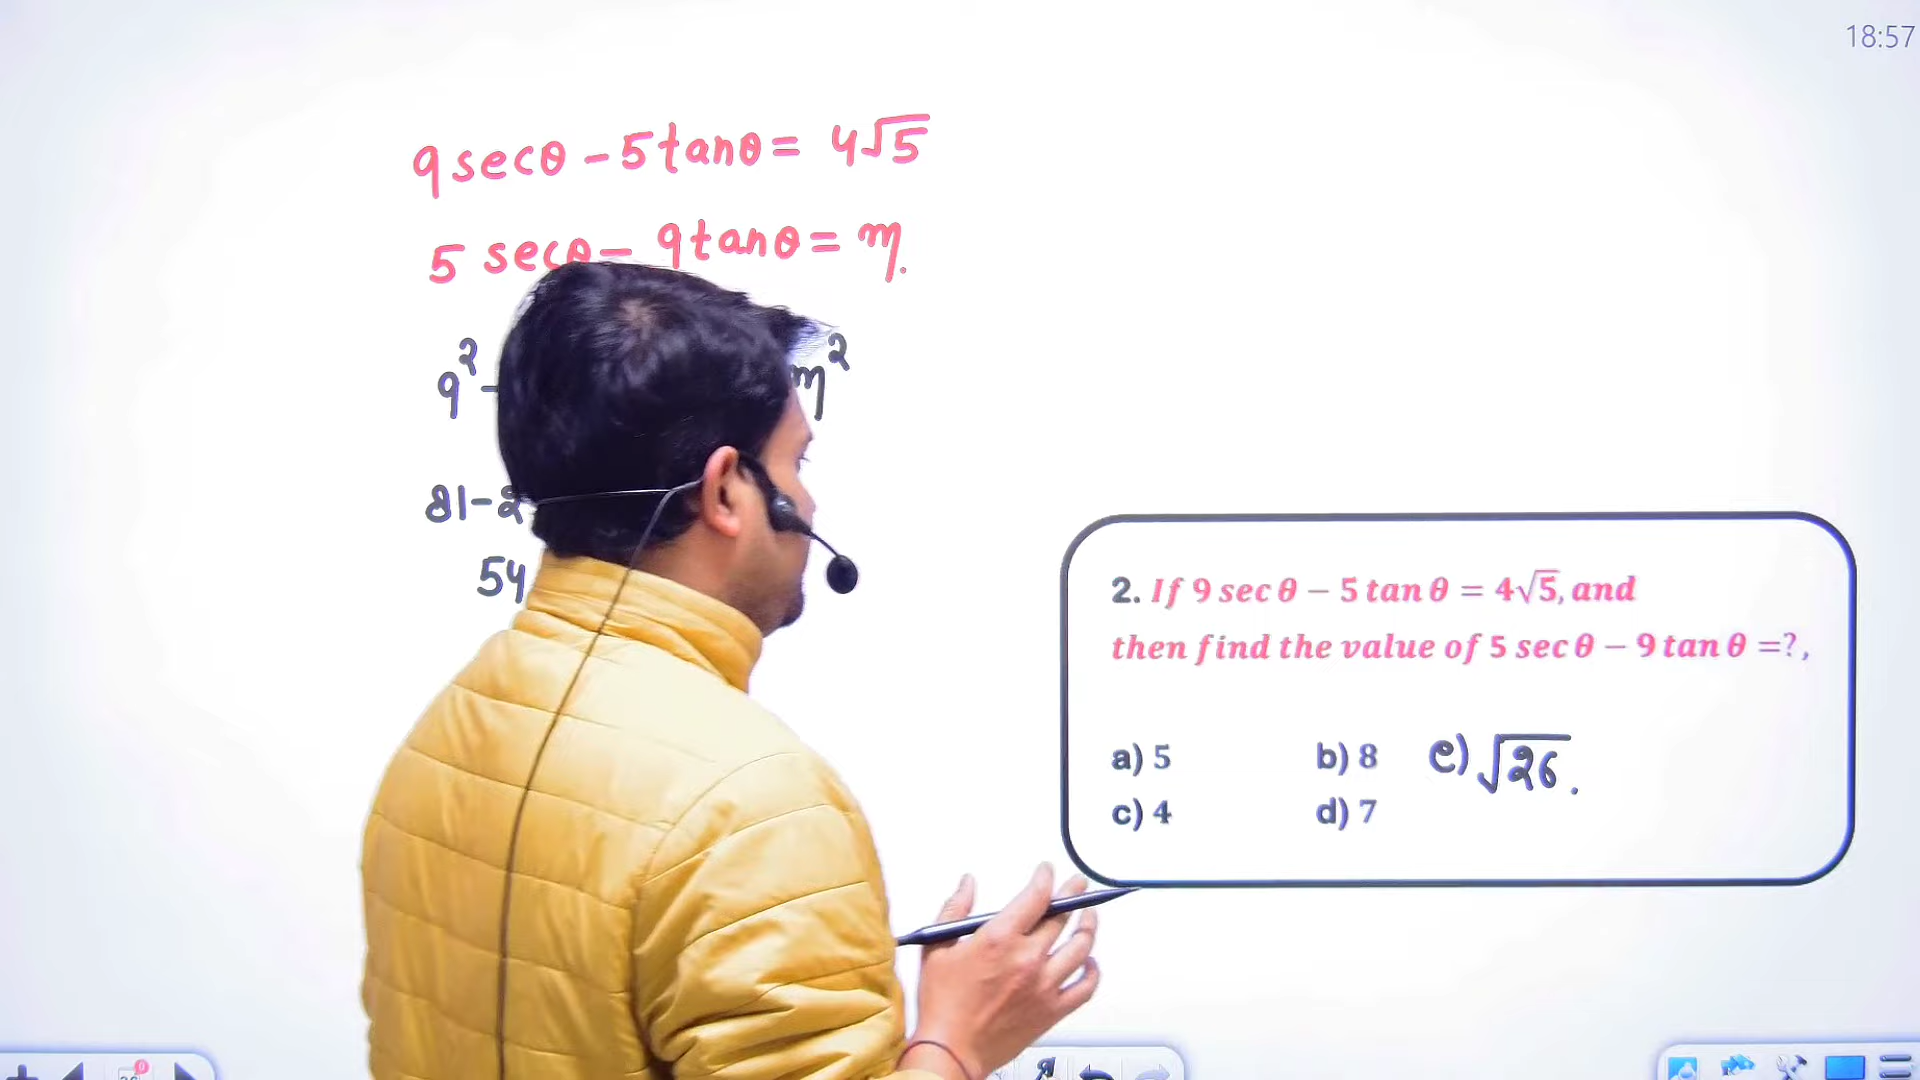 18:57
9secθ - 5tanθ = 4√5
5 secθ - 9tanθ = m
9² - m²
81-2
54
2. If 9 sec θ − 5 tan θ = 4√5, and
then find the value of 5 sec θ − 9 tan θ =?,
a) 5 b) 8 e) √26.
c) 4 d) 7